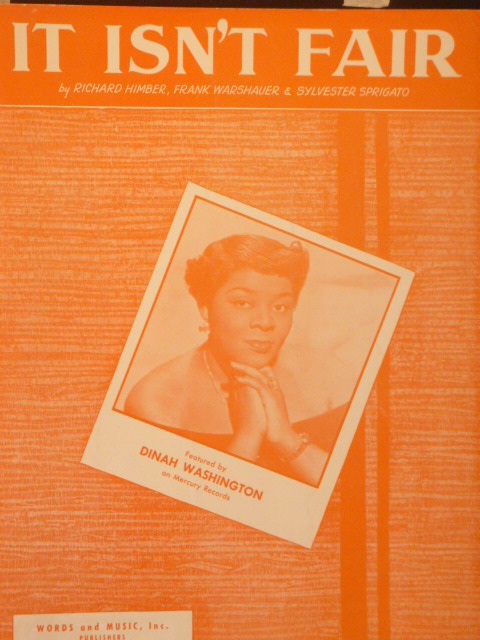 IT ISN'T FAIR
by RICHARD HIMBER, FRANK WARSHAUER & SYLVESTER SPRIGATO
Featured by
DINAH WASHINGTON
on Mercury Records
WORDS and MUSIC, Inc.
PUBLISHERS